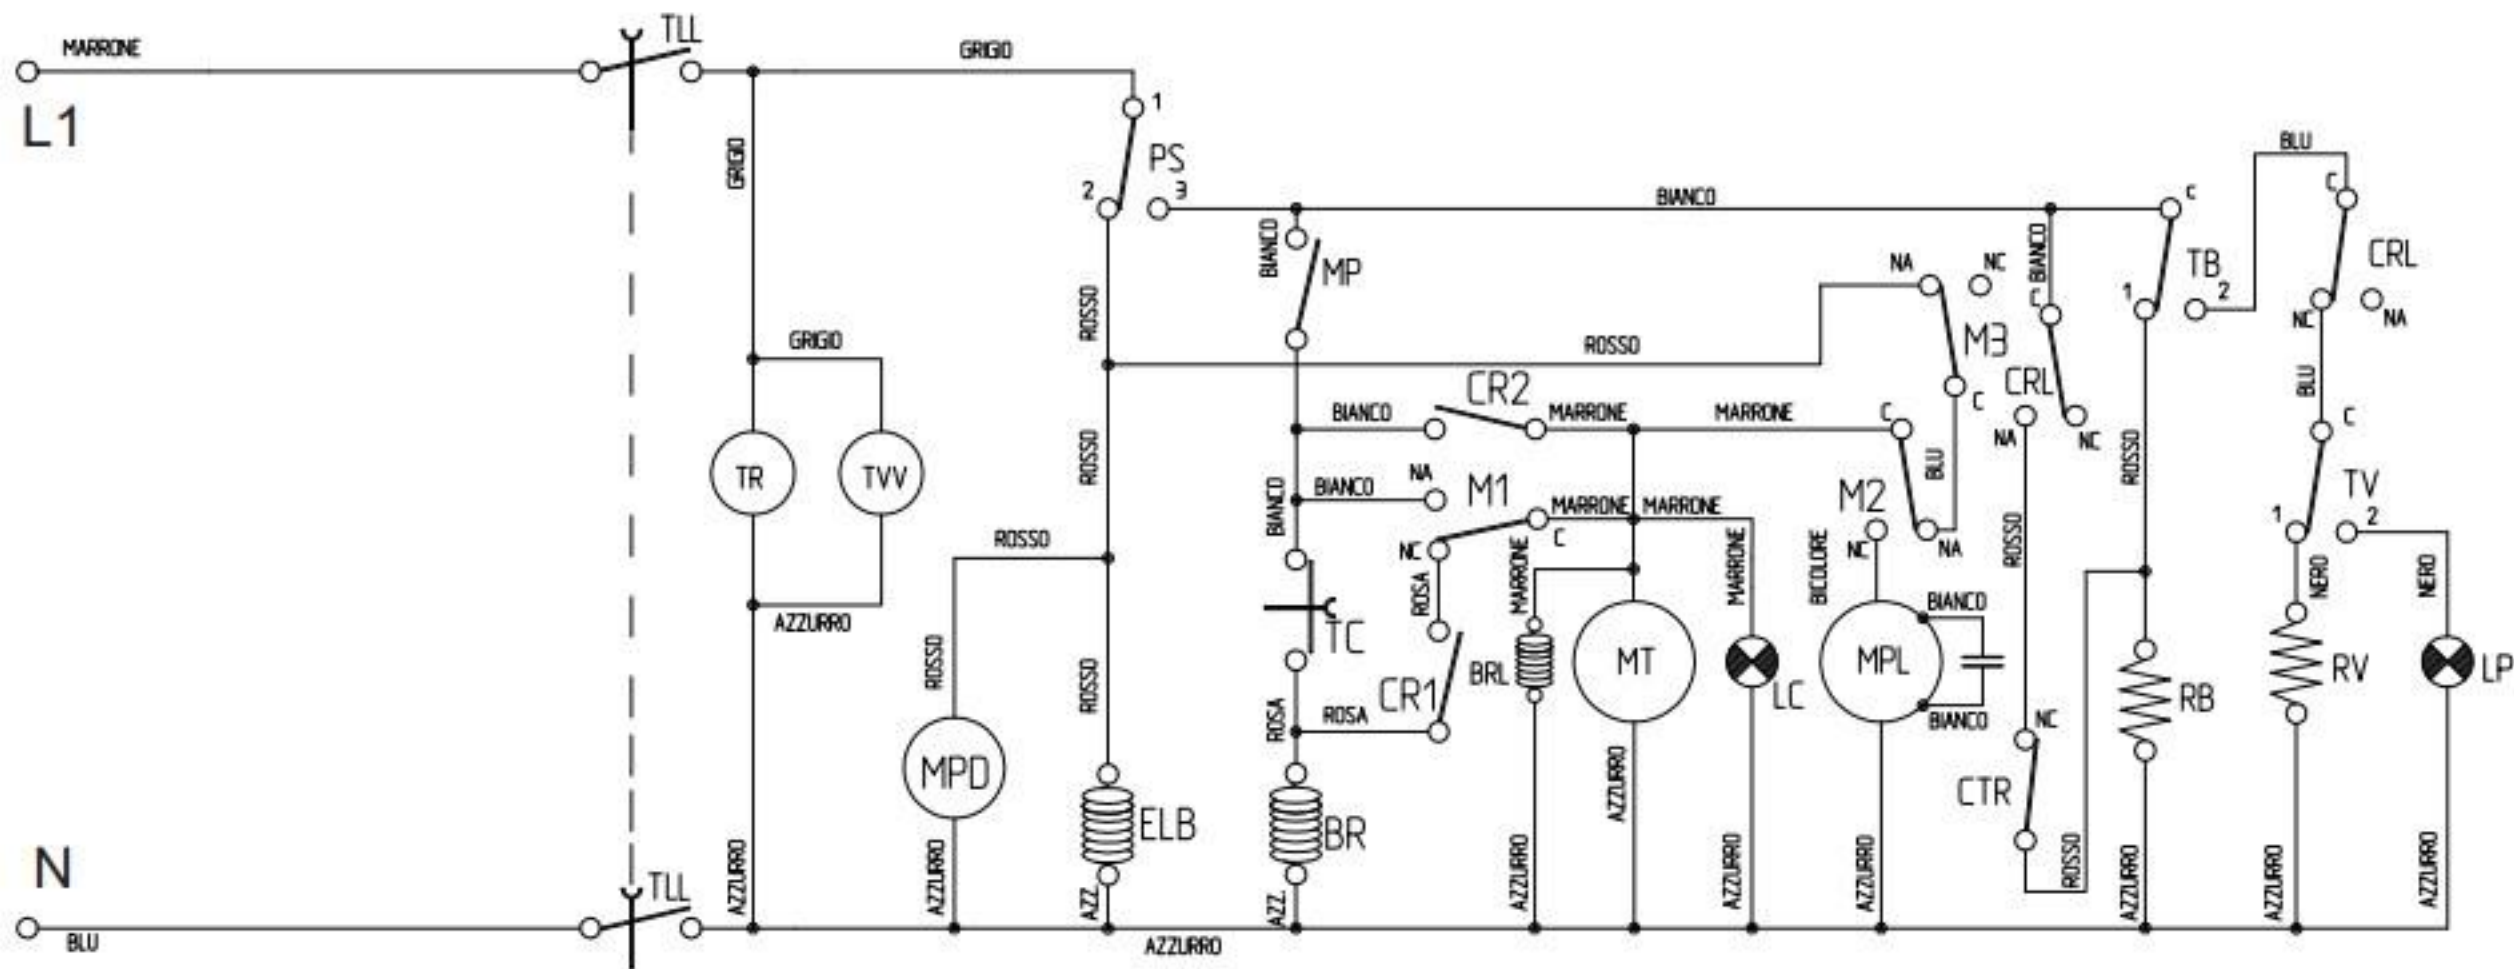 MARRONE
TLL
GRIGIO
L1
1
GRIGIO
PS
2
3
BIANCO
C
BLU
C
BIANCO
MP
NA
NC
BIANCO
C
TB
1
2
CRL
NC
NA
ROSSO
GRIGIO
ROSSO
M3
C
CRL
NA
NC
BLU
CR2
BIANCO
MARRONE
MARRONE
C
C
TR
TVV
ROSSO
NA
BIANCO
M1
BIANCO
MARRONE
MARRONE
C
NC
M2
BLU
NC
NA
ROSSO
ROSSO
TV
1
2
ROSSO
ROSA
MARRONE
MARRONE
BICOLORE
NERO
NERO
AZZURRO
TC
BIANCO
ROSSO
ROSSO
CR1
ROSA
ROSA
BRL
MT
LC
MPL
BIANCO
NC
RB
RV
LP
MPD
ELB
BR
AZZURRO
CTR
N
TLL
AZZURRO
AZZURRO
AZZ.
AZZ.
AZZURRO
AZZURRO
AZZURRO
ROSSO
AZZURRO
AZZURRO
AZZURRO
BLU
AZZURRO